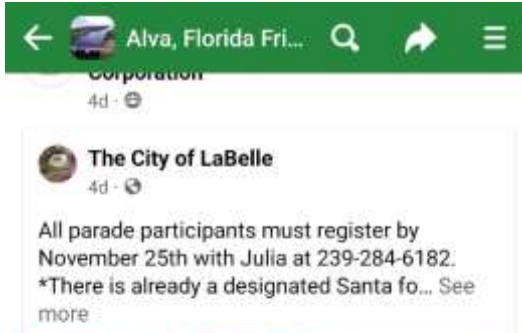 Alva, Florida Fri...
Corporation
4d ·
The City of LaBelle
4d ·
All parade participants must register by
November 25th with Julia at 239-284-6182.
*There is already a designated Santa fo... See
more